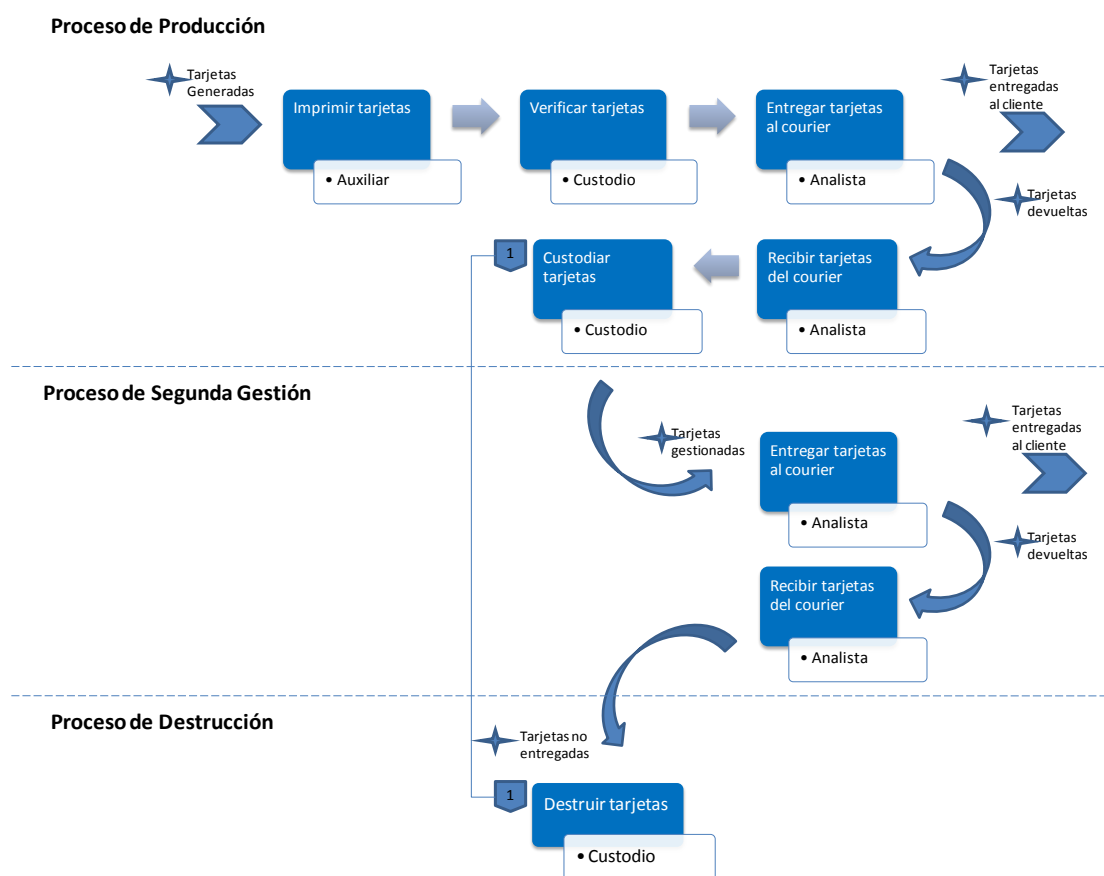 Proceso de Producción
Tarjetas
Generadas
Imprimir tarjetas
• Auxiliar
Verificar tarjetas
• Custodio
Entregar tarjetas
al courier
• Analista
Tarjetas
entregadas
al cliente
Tarjetas
devueltas
1
Custodiar
tarjetas
• Custodio
Recibir tarjetas
del courier
• Analista
Proceso de Segunda Gestión
Tarjetas
gestionadas
Entregar tarjetas
al courier
• Analista
Tarjetas
entregadas
al cliente
Tarjetas
devueltas
Recibir tarjetas
del courier
• Analista
Proceso de Destrucción
Tarjetas no
entregadas
1
Destruir tarjetas
• Custodio